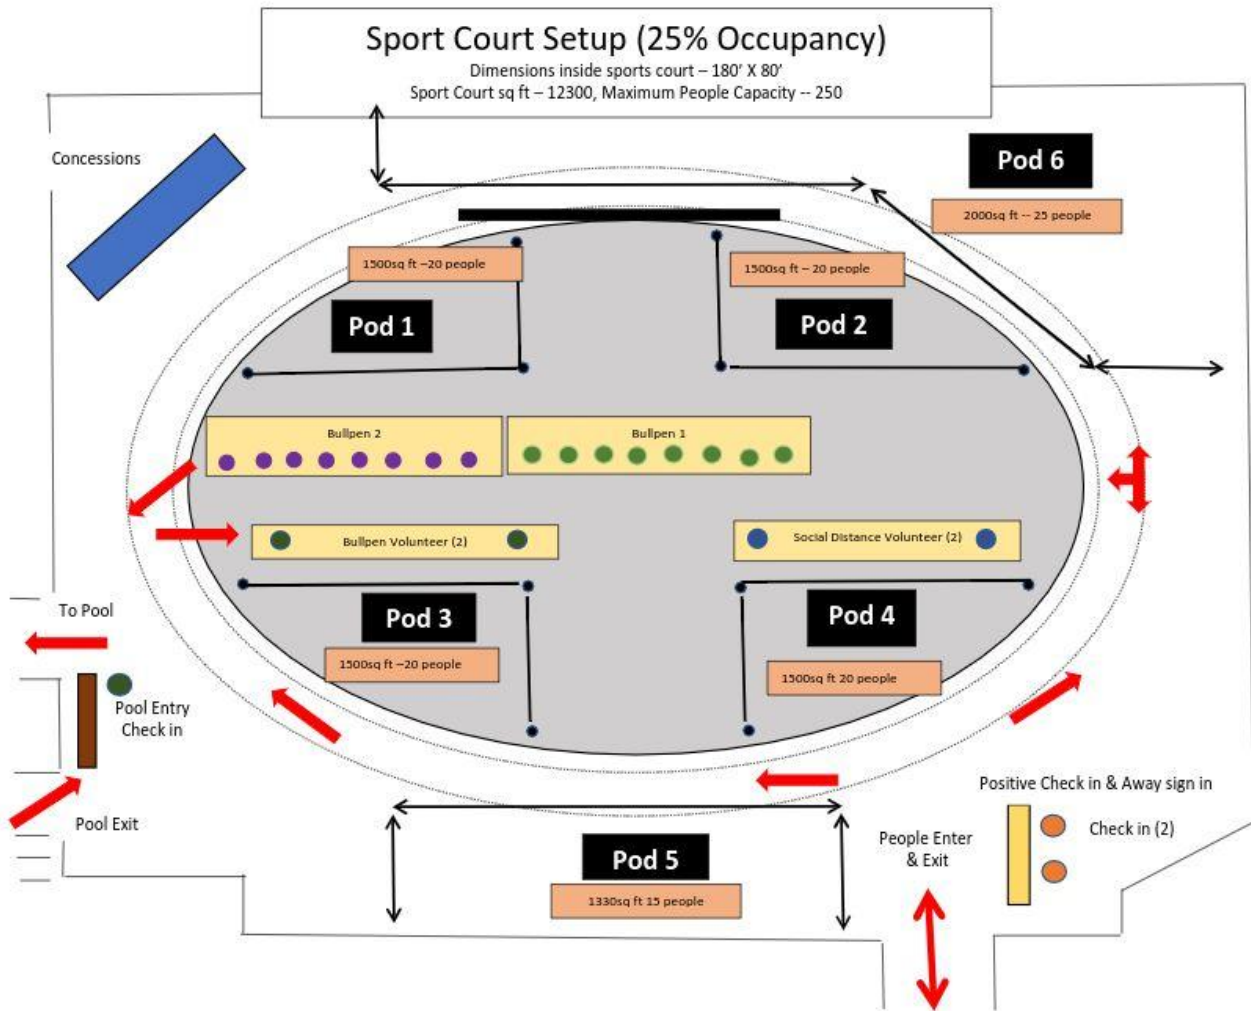 Sport Court Setup (25% Occupancy)
Dimensions inside sports court – 180' X 80'
Sport Court sq ft – 12300, Maximum People Capacity -- 250
Concessions
Pod 6
2000sq ft -- 25 people
1500sq ft –20 people
1500sq ft – 20 people
Pod 1
Pod 2
Bullpen 2
Bullpen 1
Bullpen Volunteer (2)
Social Distance Volunteer (2)
To Pool
Pod 3
Pod 4
1500sq ft –20 people
1500sq ft 20 people
Pool Entry
Check in
Pool Exit
Positive Check in & Away sign in
Check in (2)
People Enter
& Exit
Pod 5
1330sq ft 15 people